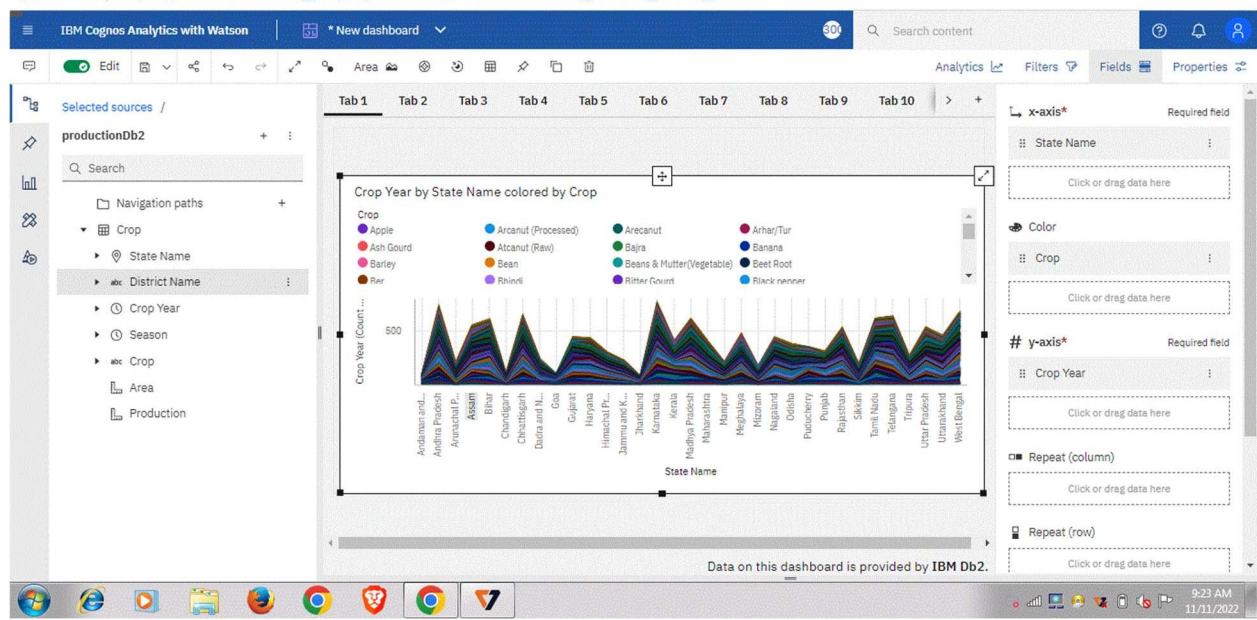 IBM Cognos Analytics with Watson
* New dashboard
Search content
Edit
Area
Analytics
Filters
Fields
Properties
Selected sources /
productionDb2
Search
Navigation paths
Crop
State Name
abc District Name
Crop Year
Season
abc Crop
Area
Production
Tab 1 Tab 2 Tab 3 Tab 4 Tab 5 Tab 6 Tab 7 Tab 8 Tab 9 Tab 10
Crop Year by State Name colored by Crop
Crop
Apple Arcanut (Processed) Arecanut Arhar/Tur
Ash Gourd Atcanut (Raw) Bajra Banana
Barley Bean Beans & Mutter(Vegetable) Beet Root
Ber Bhindi Bitter Gourd Black pepper
Crop Year (Count ...
500
Andaman and...
Andhra Pradesh
Arunachal P...
Assam
Bihar
Chandigarh
Chhattisgarh
Dadra and N...
Goa
Gujarat
Haryana
Himachal Pr...
Jammu and K...
Jharkhand
Karnataka
Kerala
Madhya Pradesh
Maharashtra
Manipur
Meghalaya
Mizoram
Nagaland
Odisha
Puducherry
Punjab
Rajasthan
Sikkim
Tamil Nadu
Telangana
Tripura
Uttar Pradesh
Uttarakhand
West Bengal
State Name
Data on this dashboard is provided by IBM Db2.
x-axis* Required field
State Name
Click or drag data here
Color
Crop
Click or drag data here
# y-axis* Required field
Crop Year
Click or drag data here
Repeat (column)
Click or drag data here
Repeat (row)
Click or drag data here
9:23 AM
11/11/2022